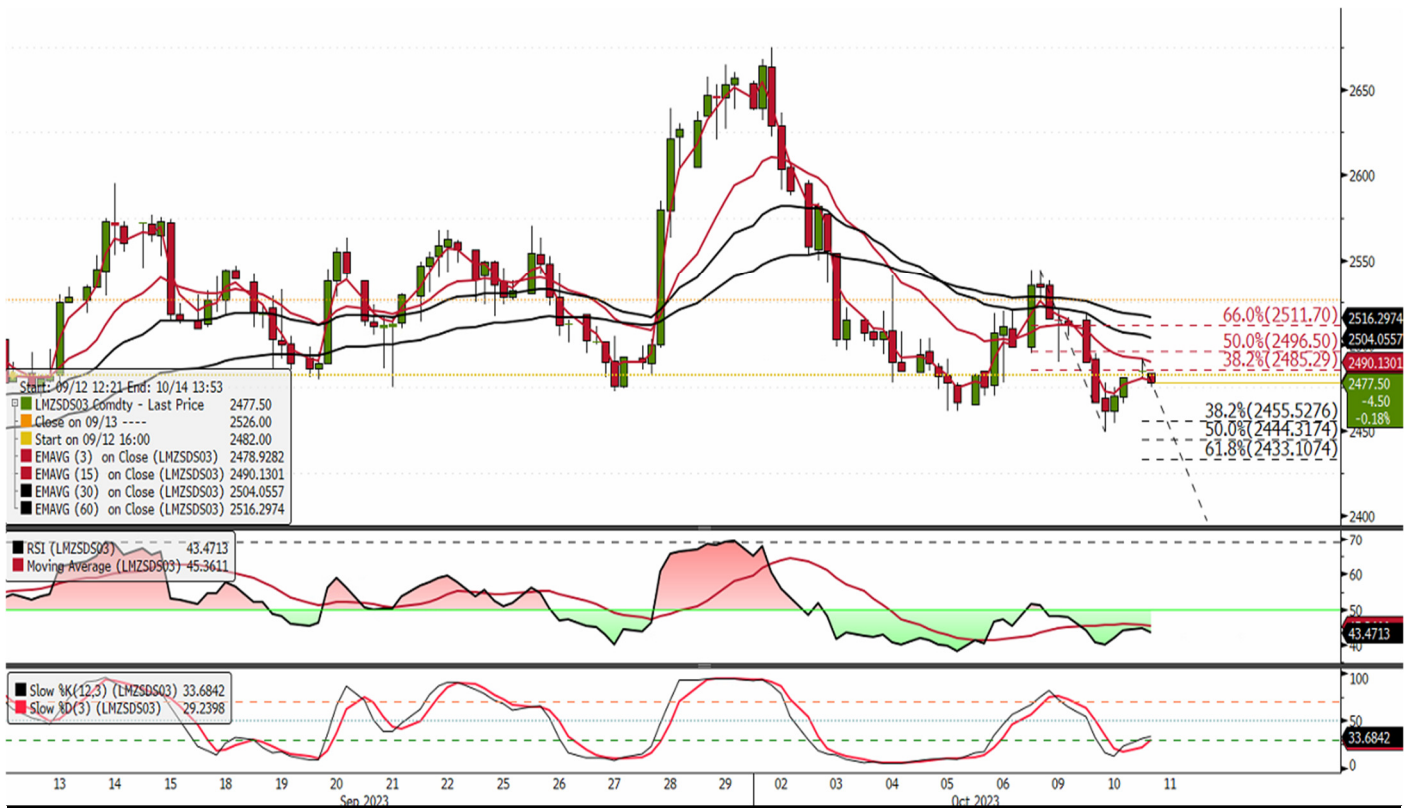 2650
2600
2550
2450
2400
66.0%(2511.70)
50.0%(2496.50)
38.2%(2485.29)
38.2%(2455.5276)
50.0%(2444.3174)
61.8%(2433.1074)
2516.2974
2504.0557
2490.1301
2477.50
-4.50
-0.18%
Start: 09/12 12:21 End: 10/14 13:53
LMZSDS03 Comdty - Last Price 2477.50
Close on 09/13 ---- 2526.00
Start on 09/12 16:00 2482.00
EMAVG (3) on Close (LMZSDS03) 2478.9282
EMAVG (15) on Close (LMZSDS03) 2490.1301
EMAVG (30) on Close (LMZSDS03) 2504.0557
EMAVG (60) on Close (LMZSDS03) 2516.2974
RSI (LMZSDS03) 43.4713
Moving Average (LMZSDS03) 45.3611
70
60
50
43.4713
40
Slow %K(12,3) (LMZSDS03) 33.6842
Slow %D(3) (LMZSDS03) 29.2398
100
50
33.6842
0
13 14 15 18 19 20 21 22 25 26 27 28 29 02 03 04 05 06 09 10 11
Sep 2023 Oct 2023